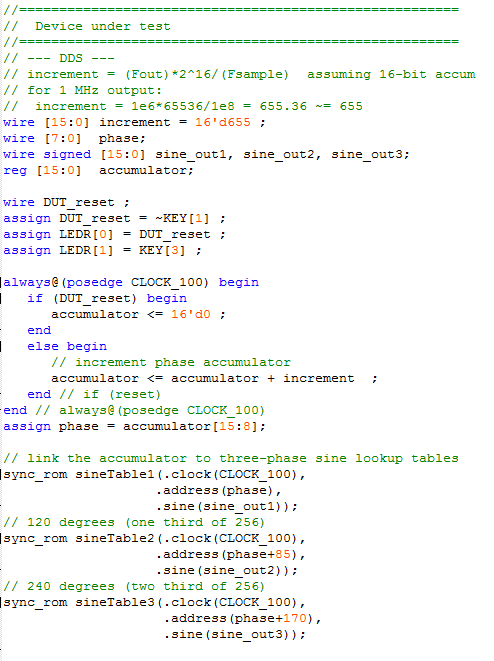 //=======================================================
//  Device under test
//=======================================================
// --- DDS ---
// increment = (Fout)*2^16/(Fsample)  assuming 16-bit accum
// for 1 MHz output:
//  increment = 1e6*65536/1e8 = 655.36 ~= 655
wire [15:0] increment = 16'd655 ;
wire [7:0]  phase;
wire signed [15:0] sine_out1, sine_out2, sine_out3;
reg [15:0]  accumulator;

wire DUT_reset ;
assign DUT_reset = ~KEY[1] ;
assign LEDR[0] = DUT_reset ;
assign LEDR[1] = KEY[3] ;

always@(posedge CLOCK_100) begin
   if (DUT_reset) begin
      accumulator <= 16'd0 ;
   end
   else begin
      // increment phase accumulator
      accumulator <= accumulator + increment  ;
   end // if (reset)
end // always@(posedge CLOCK_100)
assign phase = accumulator[15:8];

// link the accumulator to three-phase sine lookup tables
sync_rom sineTable1(.clock(CLOCK_100),
                   .address(phase),
                   .sine(sine_out1));
// 120 degrees (one third of 256)
sync_rom sineTable2(.clock(CLOCK_100),
                   .address(phase+85),
                   .sine(sine_out2));
// 240 degrees (two third of 256)
sync_rom sineTable3(.clock(CLOCK_100),
                    .address(phase+170),
                    .sine(sine_out3));